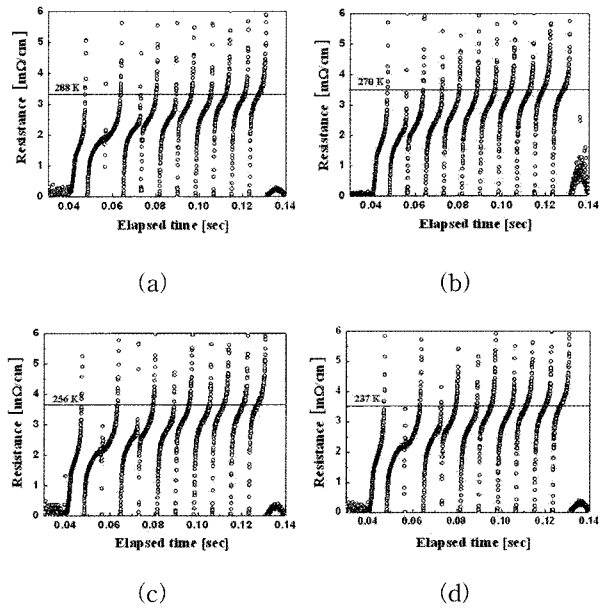 6
5
4
3
2
1
0
Resistance [mΩ/cm]
288 K
0.04 0.06 0.08 0.10 0.12 0.14
Elapsed time [sec]
(a)
6
5
4
3
2
1
0
Resistance [mΩ/cm]
270 K
0.04 0.06 0.08 0.10 0.12 0.14
Elapsed time [sec]
(b)
6
5
4
3
2
1
0
Resistance [mΩ/cm]
256 K
0.04 0.06 0.08 0.10 0.12 0.14
Elapsed time [sec]
(c)
6
5
4
3
2
1
0
Resistance [mΩ/cm]
237 K
0.04 0.06 0.08 0.10 0.12 0.14
Elapsed time [sec]
(d)